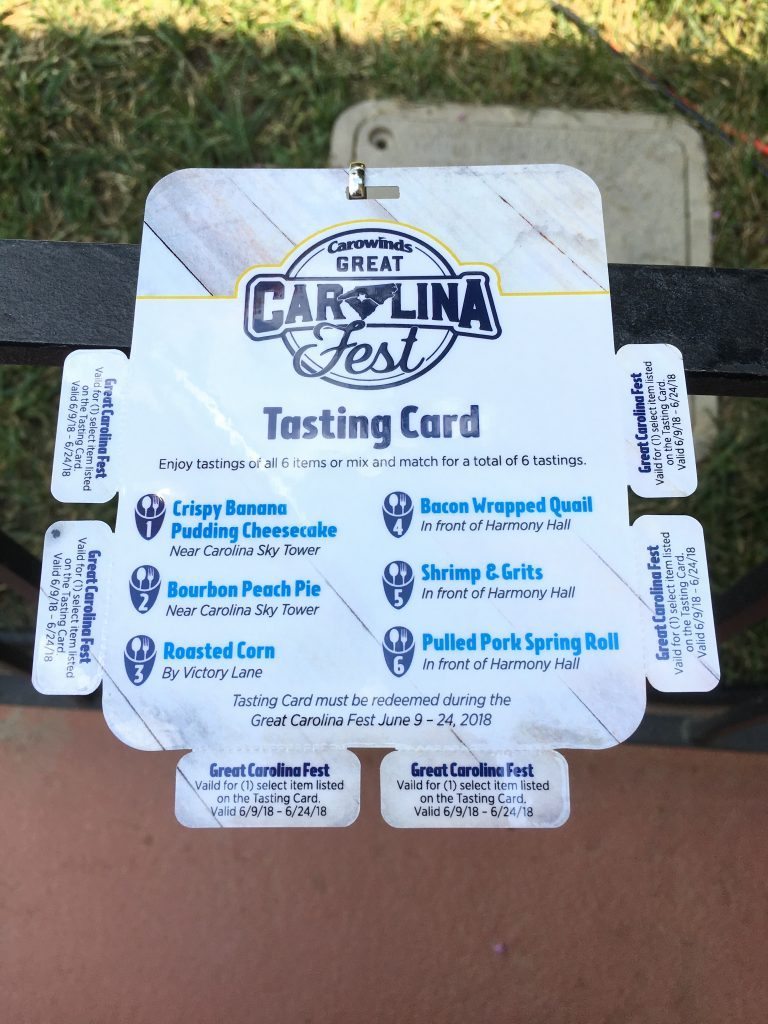 Carowinds
GREAT
CAROLINA
Fest
Tasting Card
Enjoy tastings of all 6 items or mix and match for a total of 6 tastings.
1 Crispy Banana
Pudding Cheesecake
Near Carolina Sky Tower
2 Bourbon Peach Pie
Near Carolina Sky Tower
3 Roasted Corn
By Victory Lane
4 Bacon Wrapped Quail
In front of Harmony Hall
5 Shrimp & Grits
In front of Harmony Hall
6 Pulled Pork Spring Roll
In front of Harmony Hall
Tasting Card must be redeemed during the
Great Carolina Fest June 9 – 24, 2018
Great Carolina Fest
Vaild for (1) select item listed
on the Tasting Card.
Valid 6/9/18 - 6/24/18
Great Carolina Fest
Vaild for (1) select item listed
on the Tasting Card.
Valid 6/9/18 - 6/24/18
Great Carolina Fest
Vaild for (1) select item listed
on the Tasting Card.
Valid 6/9/18 - 6/24/18
Great Carolina Fest
Vaild for (1) select item listed
on the Tasting Card.
Valid 6/9/18 - 6/24/18
Great Carolina Fest
Vaild for (1) select item listed
on the Tasting Card.
Valid 6/9/18 - 6/24/18
Great Carolina Fest
Vaild for (1) select item listed
on the Tasting Card.
Valid 6/9/18 - 6/24/18